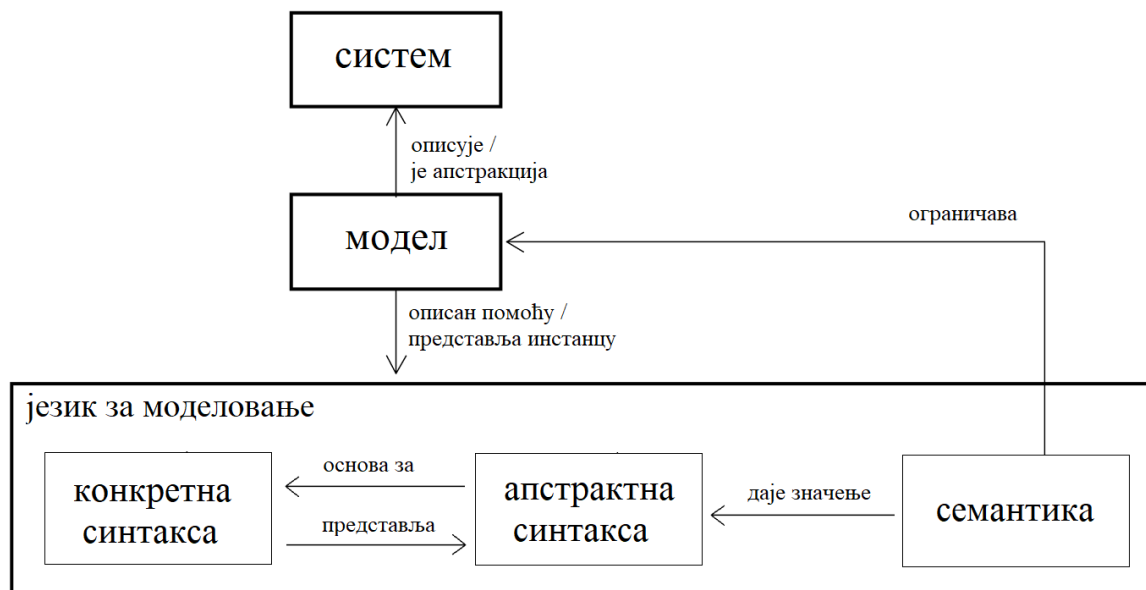 систем
описује /
је апстракција
модел
ограничава
описан помоћу /
представља инстанцу
језик за моделовање
конкретна
синтакса
основа за
представља
апстрактна
синтакса
даје значење
семантика